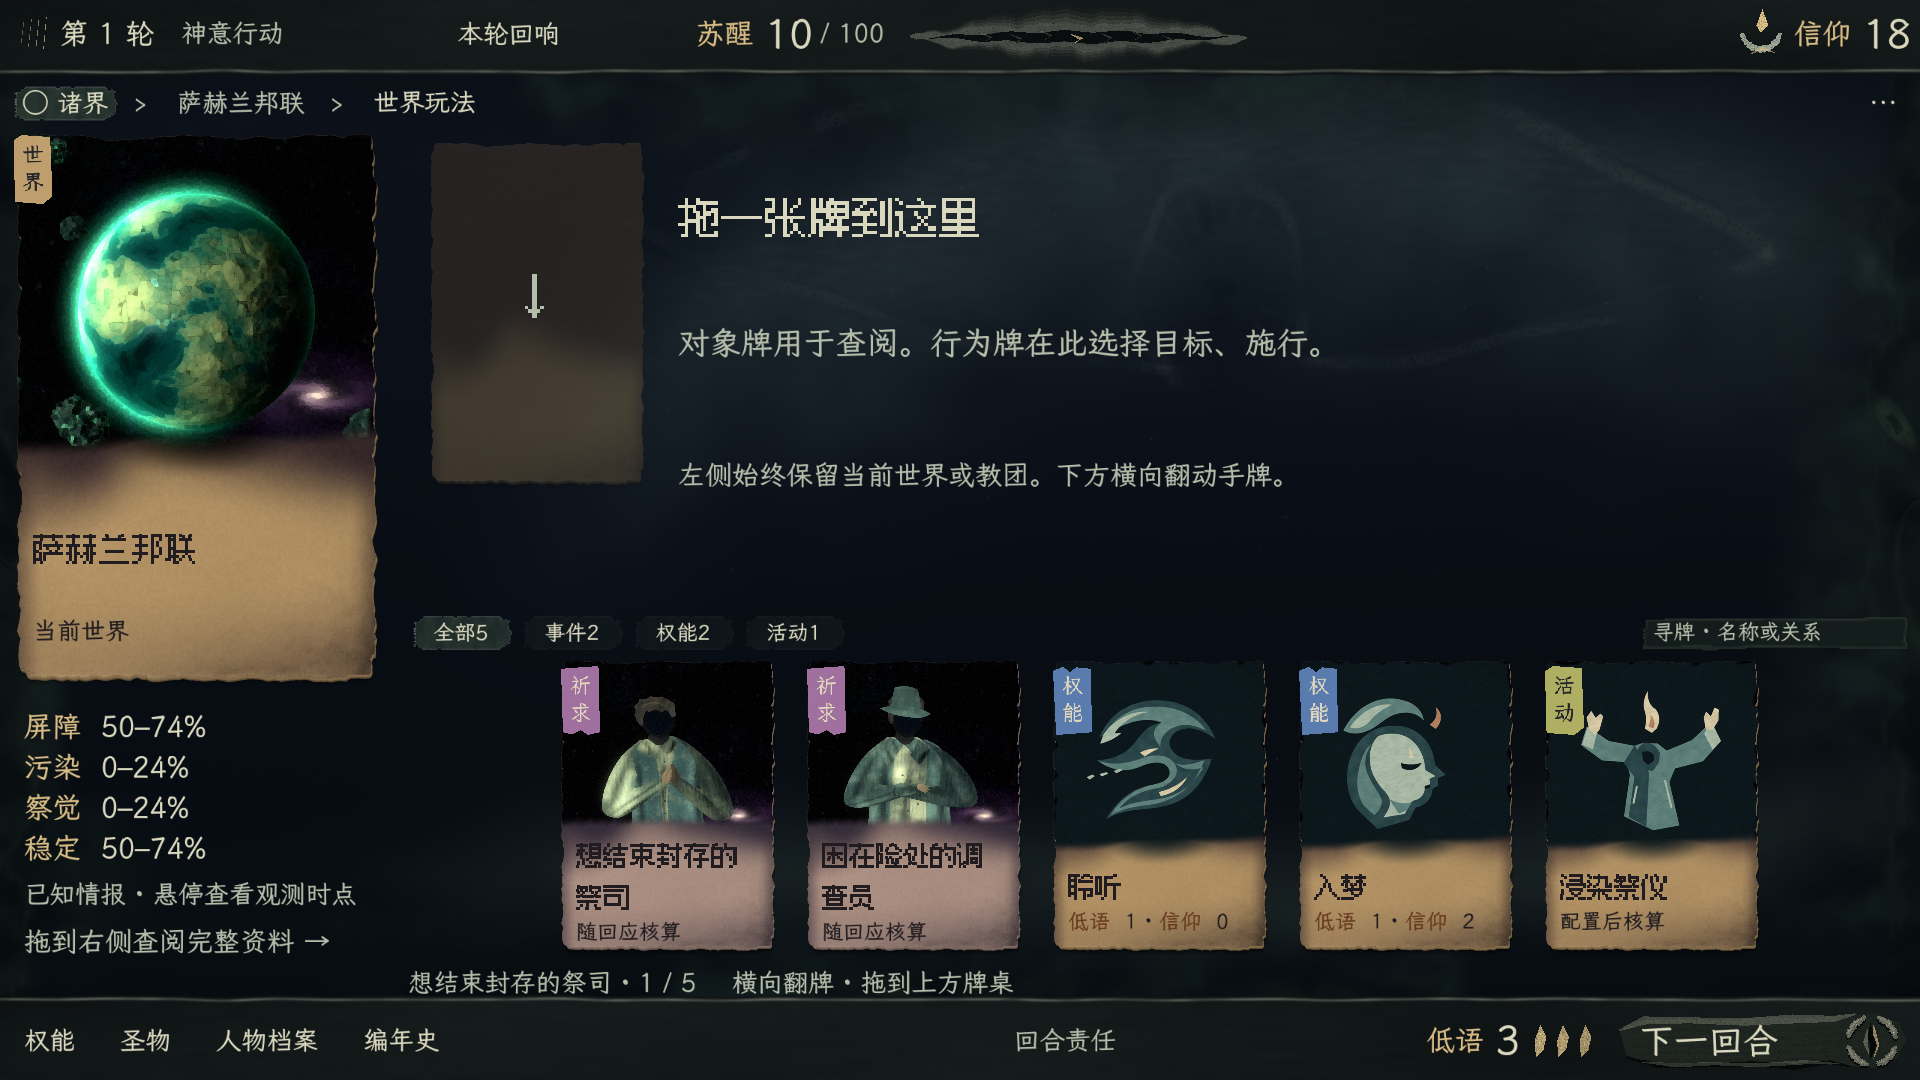 第 1 轮 神意行动 本轮回响 苏醒 10 / 100 信仰 18
诸界 > 萨赫兰邦联 > 世界玩法 ...
世界
拖一张牌到这里
对象牌用于查阅。行为牌在此选择目标、施行。
左侧始终保留当前世界或教团。下方横向翻动手牌。
萨赫兰邦联
当前世界
屏障 50–74%
污染 0–24%
察觉 0–24%
稳定 50–74%
已知情报・悬停查看观测时点
拖到右侧查阅完整资料 →
全部5 事件2 权能2 活动1 寻牌・名称或关系
祈求
想结束封存的
祭司
随回应核算
祈求
困在险处的调
查员
随回应核算
权能
聆听
低语 1・信仰 0
权能
入梦
低语 1・信仰 2
活动
浸染祭仪
配置后核算
想结束封存的祭司・1 / 5 横向翻牌・拖到上方牌桌
权能 圣物 人物档案 编年史 回合责任 低语 3 下一回合